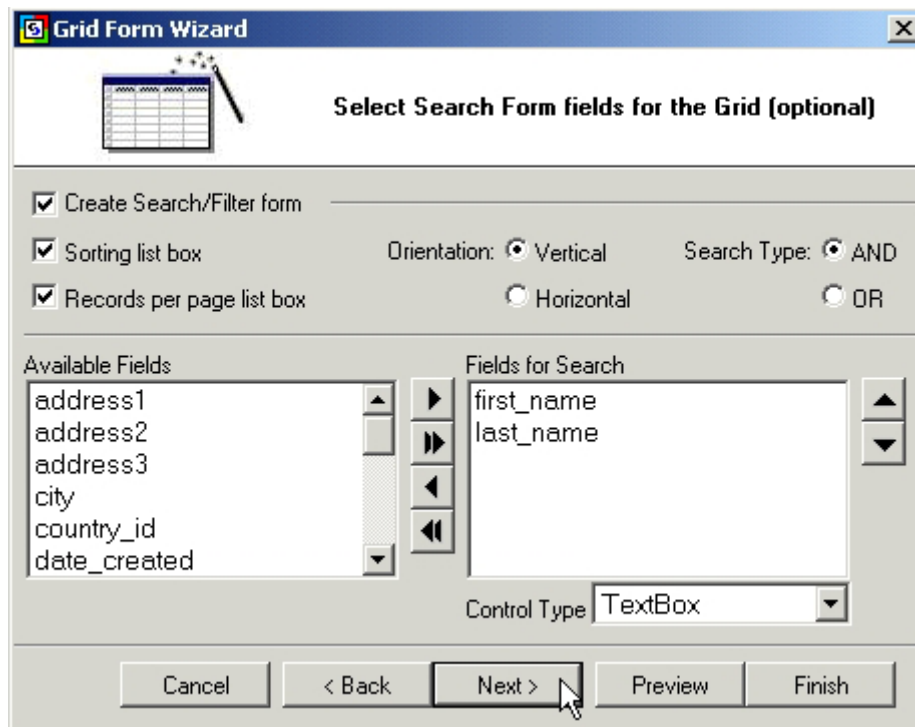 Grid Form Wizard
Select Search Form fields for the Grid (optional)
Create Search/Filter form
Sorting list box
Orientation:
Vertical
Search Type:
AND
Records per page list box
Horizontal
OR
Available Fields
Fields for Search
address1
address2
address3
city
country_id
date_created
first_name
last_name
Control Type
TextBox
Cancel
< Back
Next >
Preview
Finish